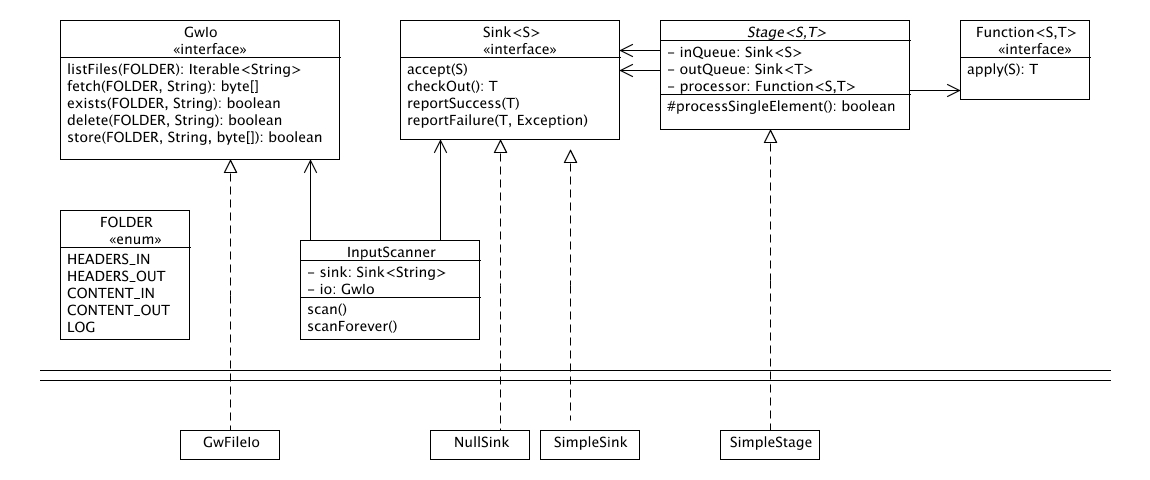 GwIo
«interface»
listFiles(FOLDER): Iterable<String>
fetch(FOLDER, String): byte[]
exists(FOLDER, String): boolean
delete(FOLDER, String): boolean
store(FOLDER, String, byte[]): boolean
Sink<S>
«interface»
accept(S)
checkOut(): T
reportSuccess(T)
reportFailure(T, Exception)
Stage<S,T>
- inQueue: Sink<S>
- outQueue: Sink<T>
- processor: Function<S,T>
#processSingleElement(): boolean
Function<S,T>
«interface»
apply(S): T
FOLDER
«enum»
HEADERS_IN
HEADERS_OUT
CONTENT_IN
CONTENT_OUT
LOG
InputScanner
- sink: Sink<String>
- io: GwIo
scan()
scanForever()
GwFileIo
NullSink
SimpleSink
SimpleStage